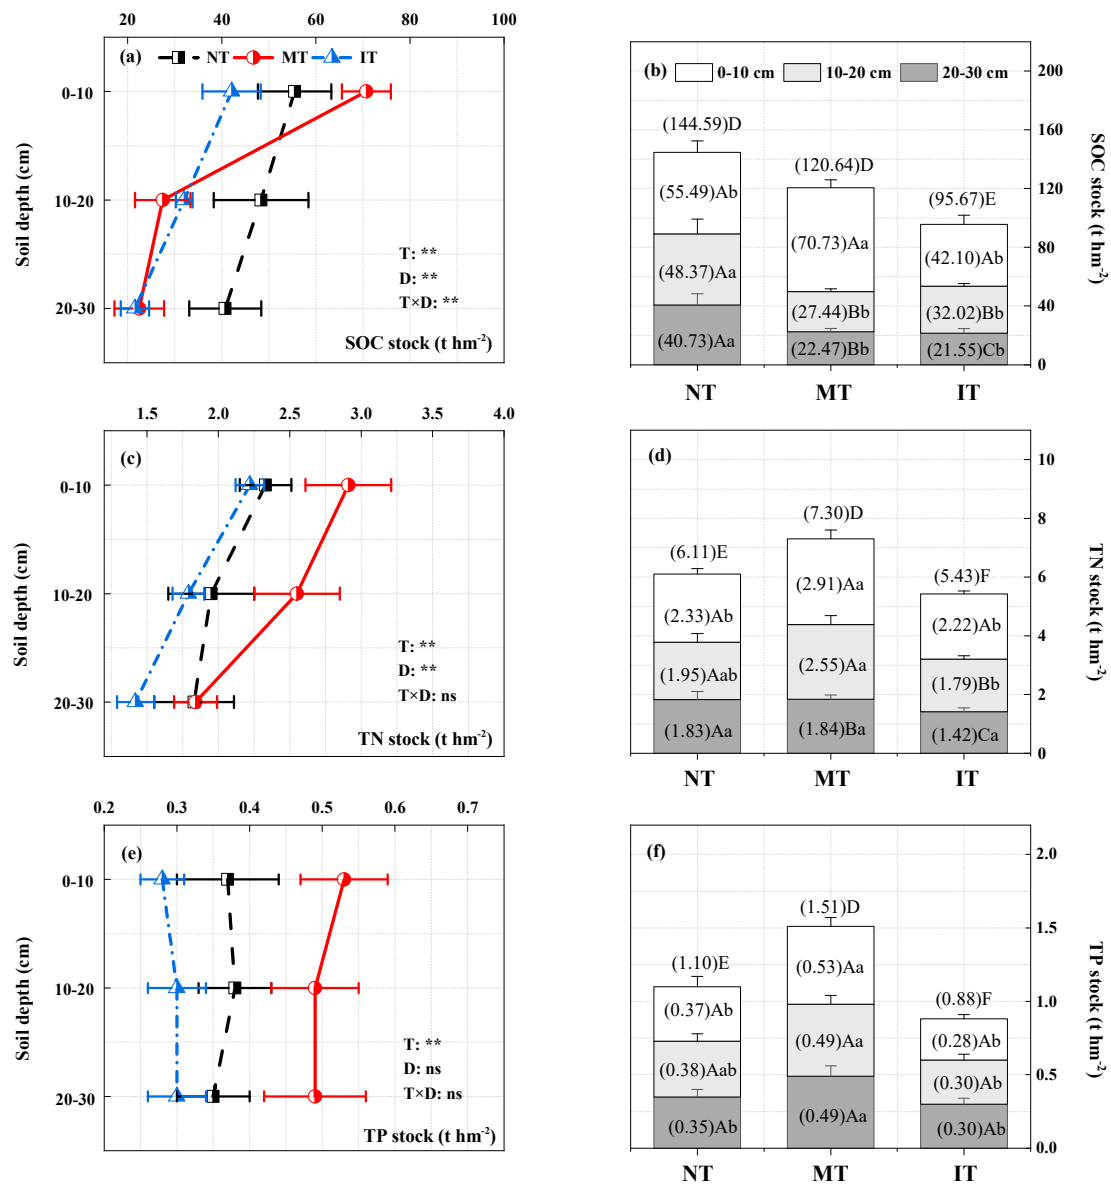 20 40 60 80 100
(a) NT MT IT
0-10
10-20
20-30
Soil depth (cm)
T: **
D: **
T×D: **
SOC stock (t hm⁻²)
(b) 0-10 cm 10-20 cm 20-30 cm
(144.59)D
(55.49)Ab
(48.37)Aa
(40.73)Aa
(120.64)D
(70.73)Aa
(27.44)Bb
(22.47)Bb
(95.67)E
(42.10)Ab
(32.02)Bb
(21.55)Cb
200
160
120
80
40
0
SOC stock (t hm⁻²)
NT MT IT
1.5 2.0 2.5 3.0 3.5 4.0
(c)
0-10
10-20
20-30
Soil depth (cm)
T: **
D: **
T×D: ns
TN stock (t hm⁻²)
(d)
(6.11)E
(2.33)Ab
(1.95)Aab
(1.83)Aa
(7.30)D
(2.91)Aa
(2.55)Aa
(1.84)Ba
(5.43)F
(2.22)Ab
(1.79)Bb
(1.42)Ca
10
8
6
4
2
0
TN stock (t hm⁻²)
NT MT IT
0.2 0.3 0.4 0.5 0.6 0.7
(e)
0-10
10-20
20-30
Soil depth (cm)
T: **
D: ns
T×D: ns
TP stock (t hm⁻²)
(f)
(1.10)E
(0.37)Ab
(0.38)Aab
(0.35)Ab
(1.51)D
(0.53)Aa
(0.49)Aa
(0.49)Aa
(0.88)F
(0.28)Ab
(0.30)Ab
(0.30)Ab
2.0
1.5
1.0
0.5
0.0
TP stock (t hm⁻²)
NT MT IT